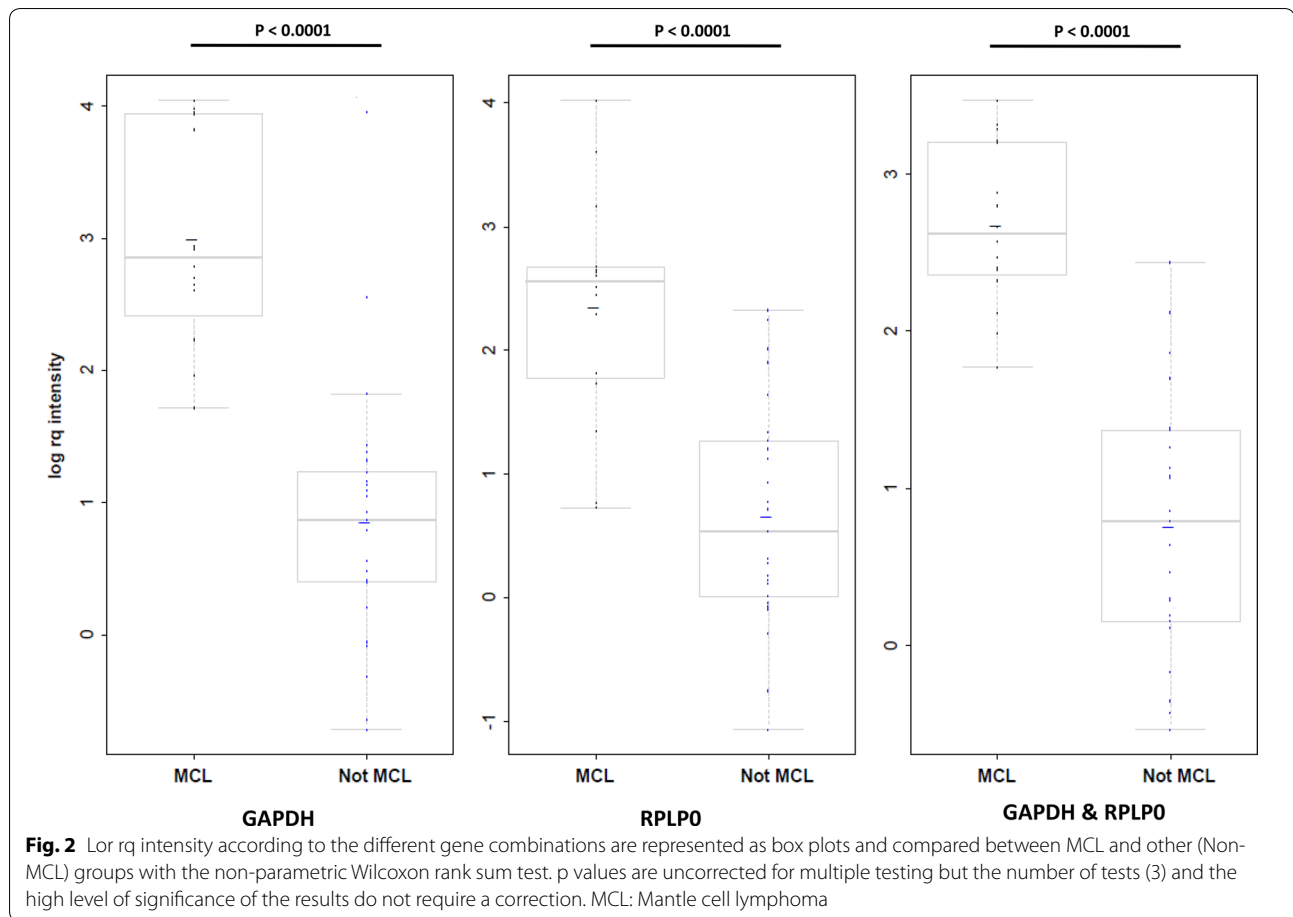 P < 0.0001
P < 0.0001
P < 0.0001
log rq intensity
4
3
2
1
0
MCL
Not MCL
GAPDH
4
3
2
1
0
-1
MCL
Not MCL
RPLP0
3
2
1
0
MCL
Not MCL
GAPDH & RPLP0
Fig. 2 Lor rq intensity according to the different gene combinations are represented as box plots and compared between MCL and other (Non-
MCL) groups with the non-parametric Wilcoxon rank sum test. p values are uncorrected for multiple testing but the number of tests (3) and the
high level of significance of the results do not require a correction. MCL: Mantle cell lymphoma